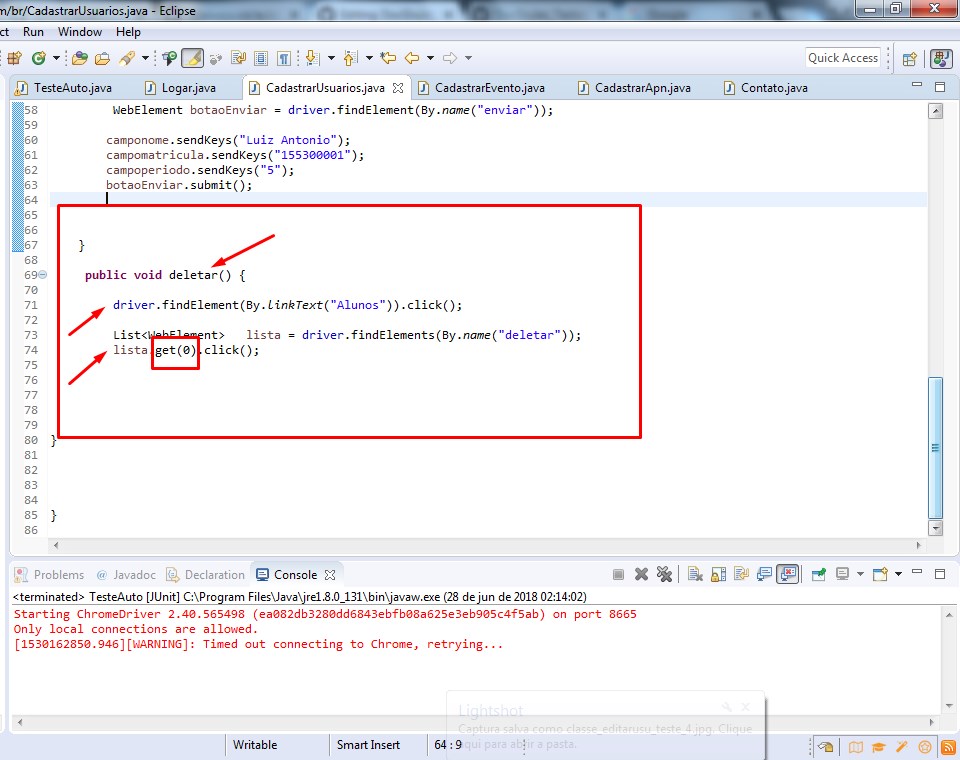 m/br/CadastrarUsuarios.java - Eclipse
ct Run Window Help
Quick Access
TesteAuto.java Logar.java CadastrarUsuarios.java CadastrarEvento.java CadastrarApn.java Contato.java
58 WebElement botaoEnviar = driver.findElement(By.name("enviar"));
59
60 camponome.sendKeys("Luiz Antonio");
61 campomatricula.sendKeys("155300001");
62 campoperiodo.sendKeys("5");
63 botaoEnviar.submit();
64
65
66
67 }
68
69 public void deletar() {
70
71 driver.findElement(By.linkText("Alunos")).click();
72
73 List<WebElement> lista = driver.findElements(By.name("deletar"));
74 lista.get(0).click();
75
76
77
78
79
80 }
81
82
83
84
85 }
86
Problems Javadoc Declaration Console
<terminated> TesteAuto [JUnit] C:\Program Files\Java\jre1.8.0_131\bin\javaw.exe (28 de jun de 2018 02:14:02)
Starting ChromeDriver 2.40.565498 (ea082db3280dd6843ebfb08a625e3eb905c4f5ab) on port 8665
Only local connections are allowed.
[1530162850.946][WARNING]: Timed out connecting to Chrome, retrying...
Lightshot
Captura salva como classe_editarusu_teste_4.jpg. Clique
aqui para abrir a pasta.
Writable Smart Insert 64 : 9